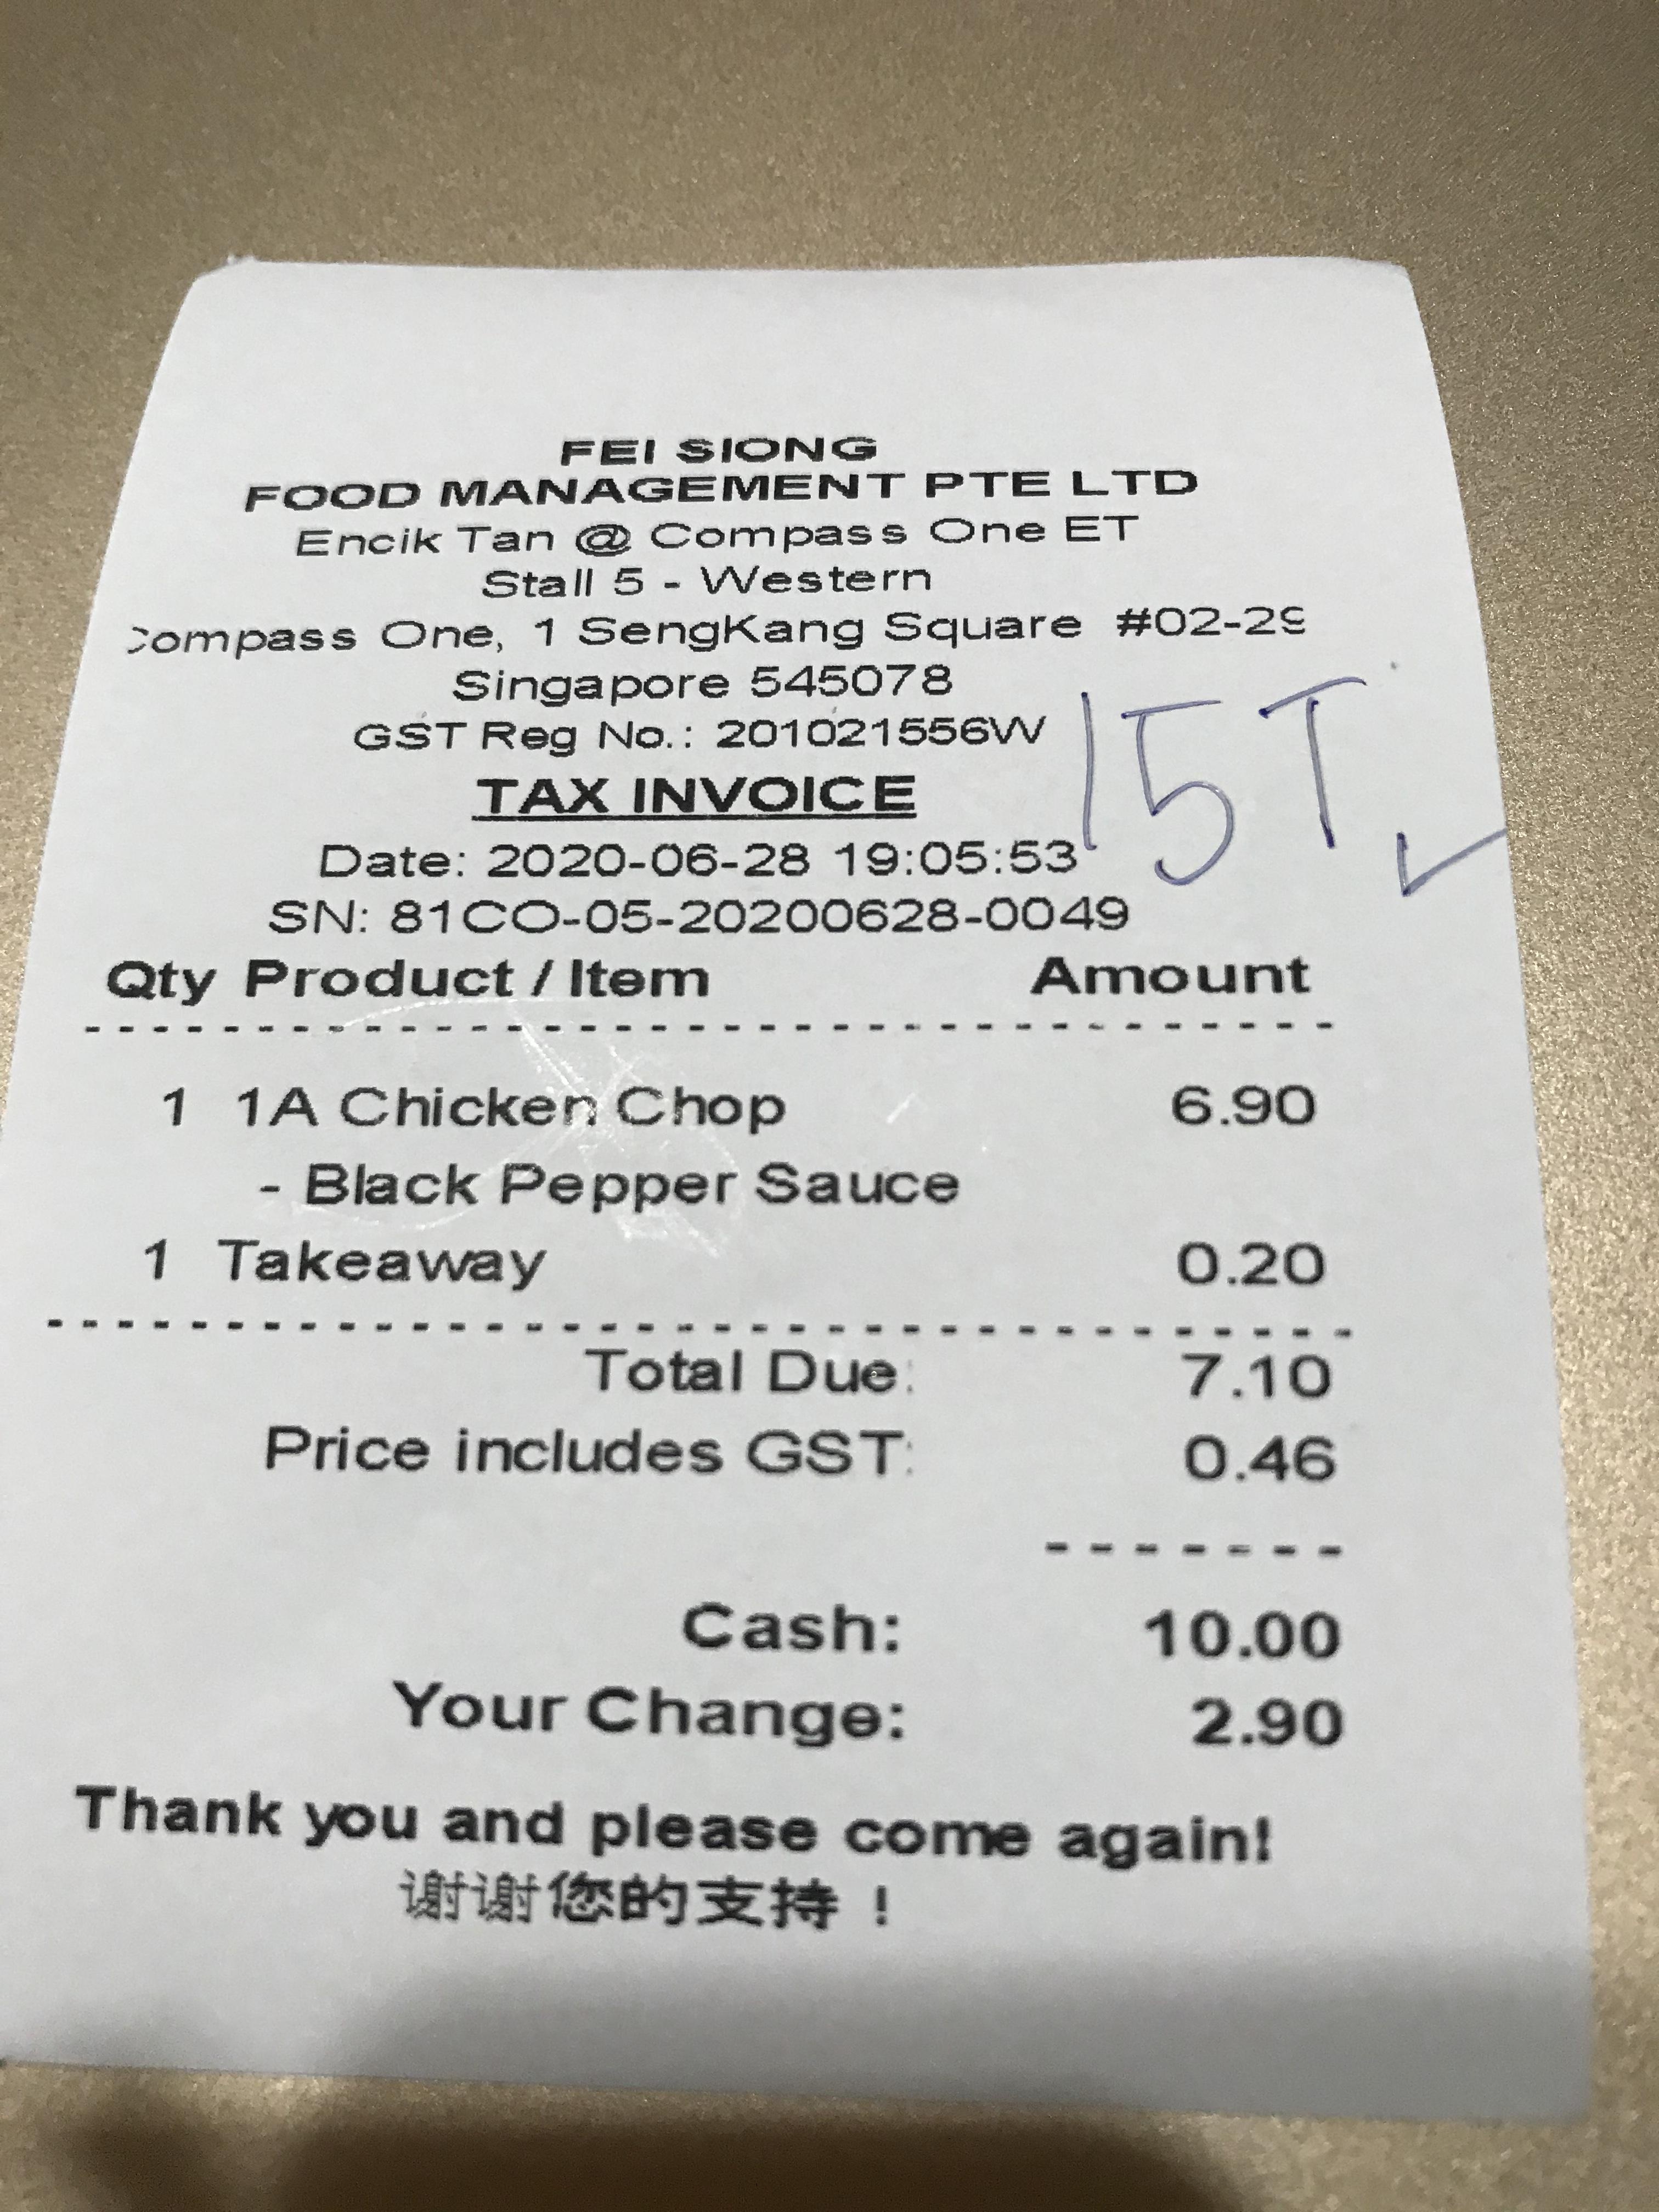 FEI SIONG
FOOD MANAGEMENT PTE LTD
Encik Tan @ Compass One ET
Stall 5 - Western
Compass One, 1 SengKang Square #02-29
Singapore 545078
GST Reg No.: 201021556W
15T
TAX INVOICE
Date: 2020-06-28 19:05:53
SN: 81CO-05-20200628-0049
Qty Product / Item Amount
1 1A Chicken Chop 6.90
- Black Pepper Sauce
1 Takeaway 0.20
Total Due: 7.10
Price includes GST: 0.46
Cash: 10.00
Your Change: 2.90
Thank you and please come again!
谢谢您的支持！